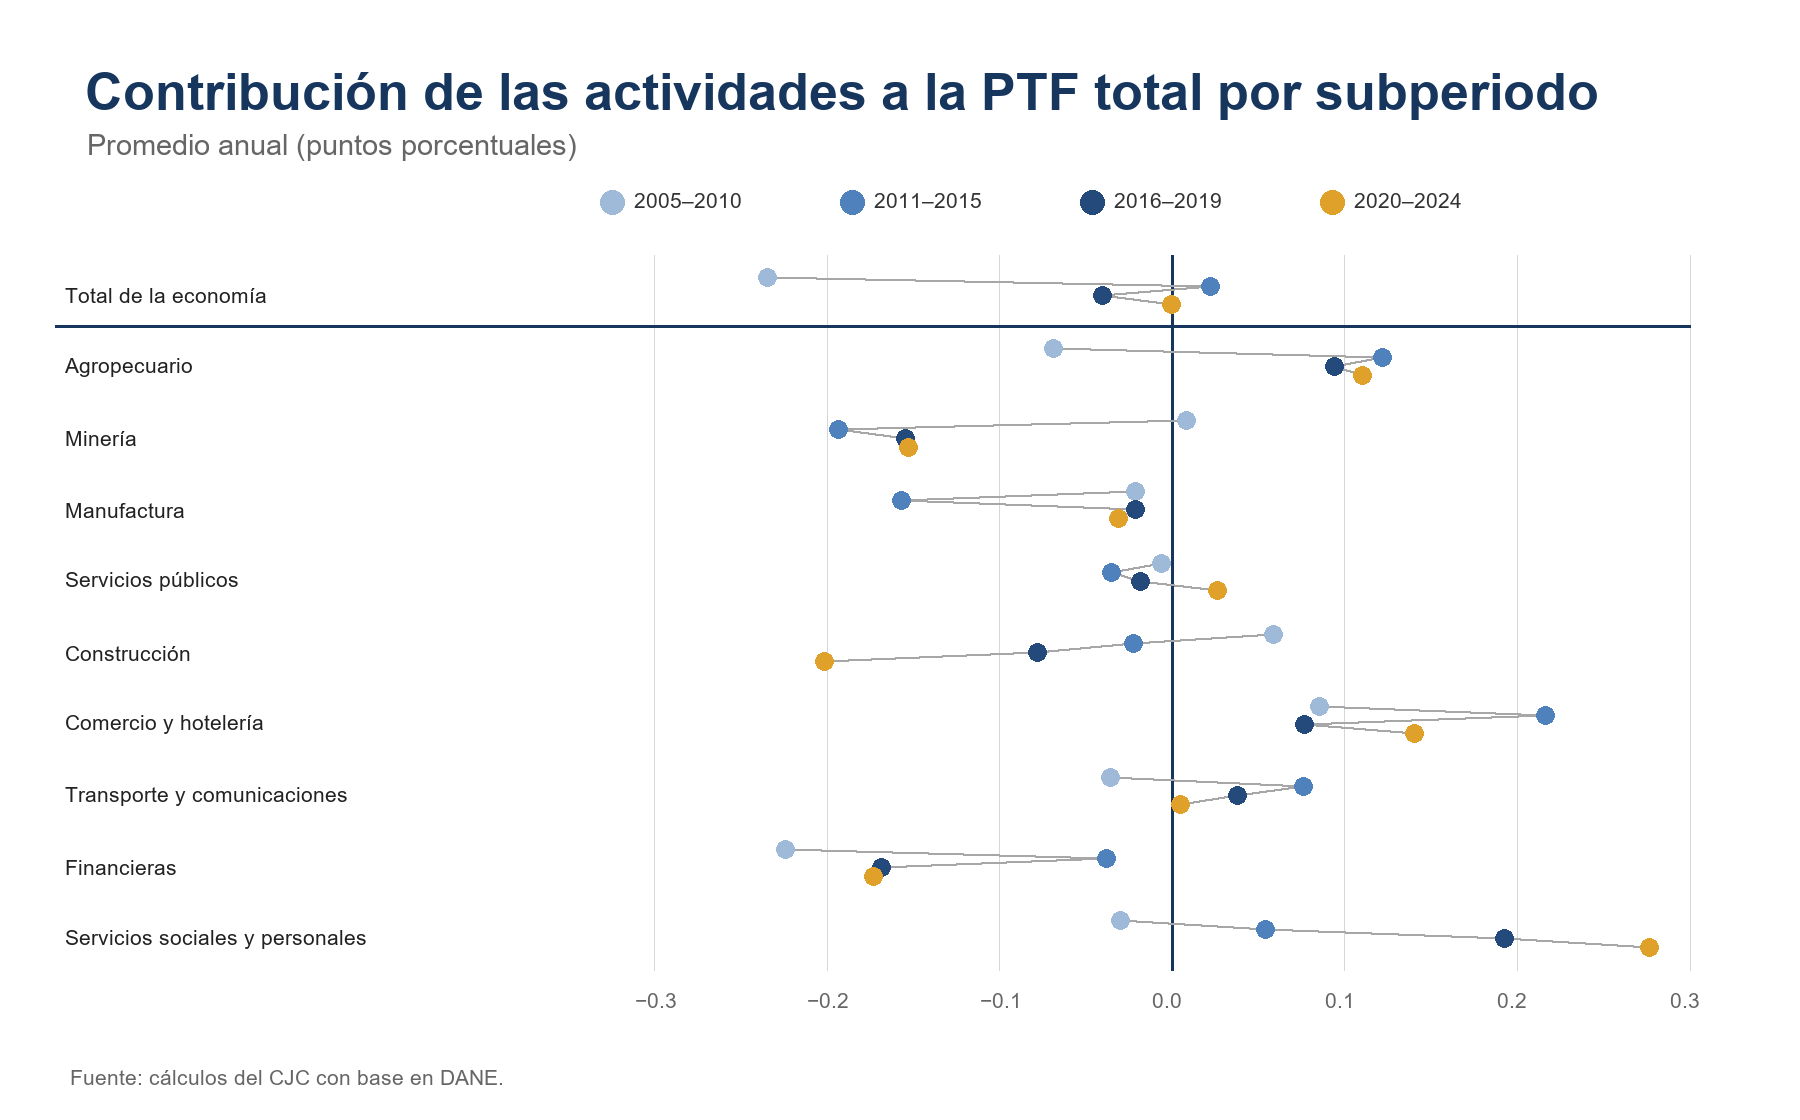 Contribución de las actividades a la PTF total por subperiodo
Promedio anual (puntos porcentuales)
2005–2010 2011–2015 2016–2019 2020–2024
Total de la economía
Agropecuario
Minería
Manufactura
Servicios públicos
Construcción
Comercio y hotelería
Transporte y comunicaciones
Financieras
Servicios sociales y personales
−0.3 −0.2 −0.1 0.0 0.1 0.2 0.3
Fuente: cálculos del CJC con base en DANE.